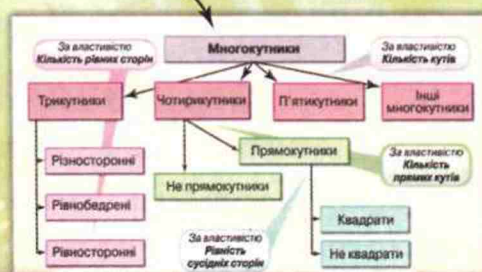 За властивістю
Кількість рівних сторін
Многокутники
За властивістю
Кількість кутів
Трикутники
Чотирикутники
П'ятикутники
Інші
многокутники
Різносторонні
Прямокутники
За властивістю
Кількість
прямих кутів
Не прямокутники
Рівнобедрені
За властивістю
Рівність
сусідніх сторін
Квадрати
Рівносторонні
Не квадрати